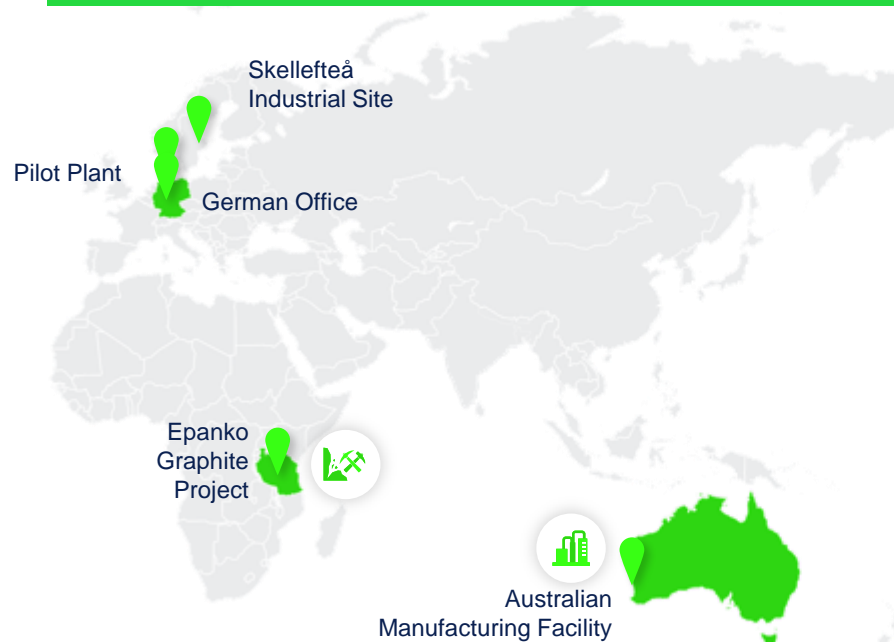 Skellefteå
Industrial Site
Pilot Plant
German Office
Epanko
Graphite
Project
Australian
Manufacturing Facility